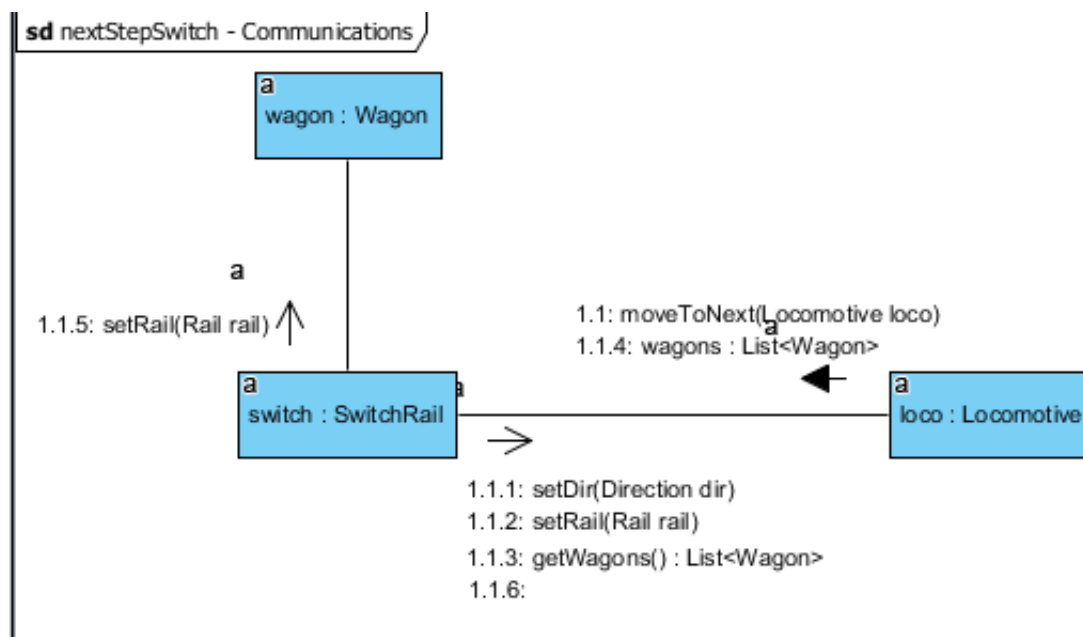 sd nextStepSwitch - Communications
a
wagon : Wagon
a
1.1.5: setRail(Rail rail)
1.1: moveToNext(Locomotive loco)
a
1.1.4: wagons : List<Wagon>
a
switch : SwitchRail
a
a
loco : Locomotive
1.1.1: setDir(Direction dir)
1.1.2: setRail(Rail rail)
1.1.3: getWagons() : List<Wagon>
1.1.6: